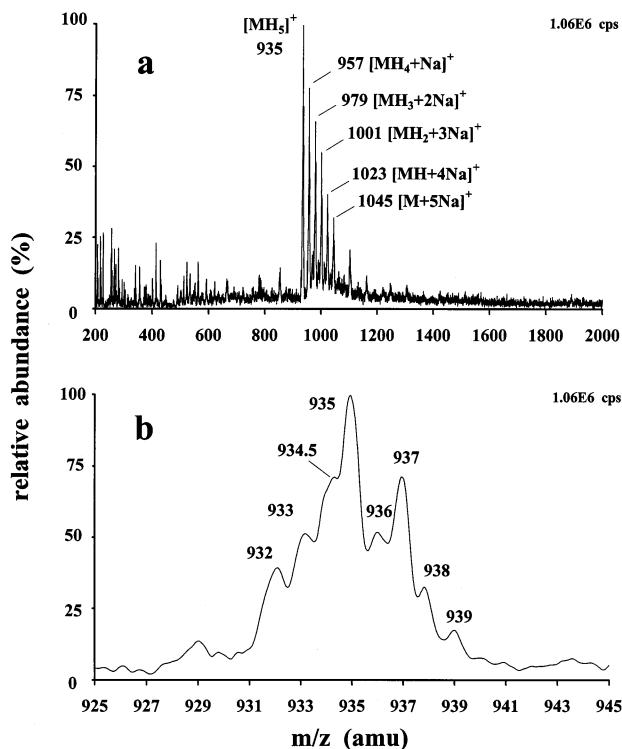 [MH5]+
935
1.06E6 cps
a
957 [MH4+Na]+
979 [MH3+2Na]+
1001 [MH2+3Na]+
1023 [MH+4Na]+
1045 [M+5Na]+
100
75
50
25
0
200 400 600 800 1000 1200 1400 1600 1800 2000
relative abundance (%)
b
935
1.06E6 cps
934.5
937
933
936
932
938
939
100
75
50
25
0
925 927 929 931 933 935 937 939 941 943 945
m/z (amu)